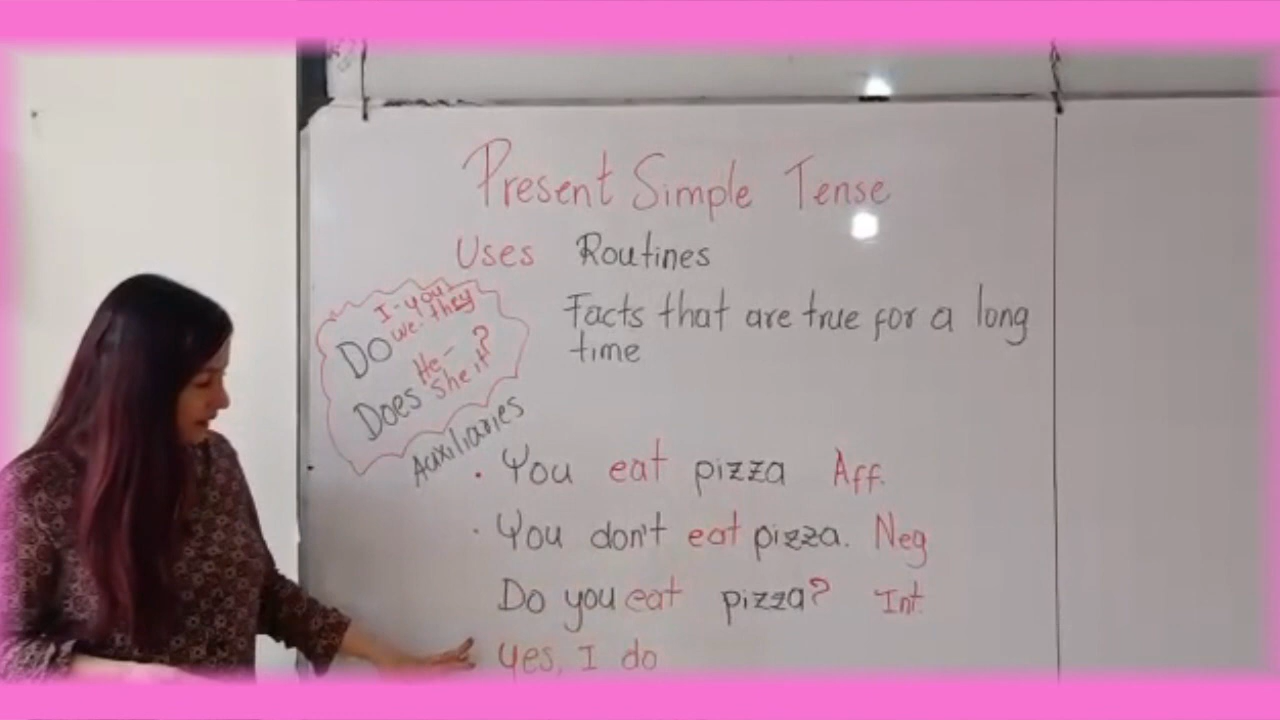 Present Simple Tense
Uses Routines
Facts that are true for a long
time
I - you
we. they
Do
He - ?
She it
Does
Auxiliaries
. You eat pizza Aff.
. You don't eat pizza. Neg
Do you eat pizza? Int.
Yes, I do